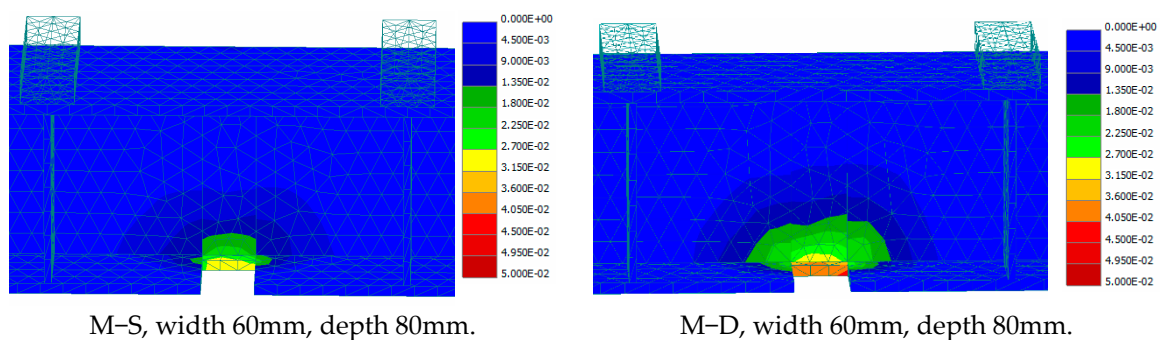 0.000E+00
4.500E-03
9.000E-03
1.350E-02
1.800E-02
2.250E-02
2.700E-02
3.150E-02
3.600E-02
4.050E-02
4.500E-02
4.950E-02
5.000E-02
M−S, width 60mm, depth 80mm.
0.000E+00
4.500E-03
9.000E-03
1.350E-02
1.800E-02
2.250E-02
2.700E-02
3.150E-02
3.600E-02
4.050E-02
4.500E-02
4.950E-02
5.000E-02
M−D, width 60mm, depth 80mm.